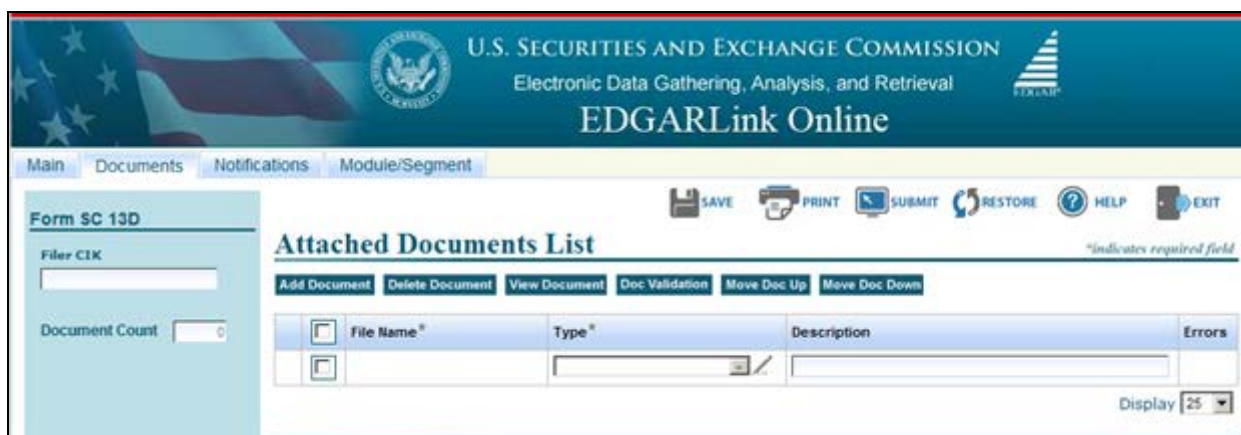 U.S. SECURITIES AND EXCHANGE COMMISSION
Electronic Data Gathering, Analysis, and Retrieval
EDGAR®
EDGARLink Online
Main Documents Notifications Module/Segment
SAVE PRINT SUBMIT RESTORE HELP EXIT
Form SC 13D
Attached Documents List
*indicates required field
Filer CIK
Add Document Delete Document View Document Doc Validation Move Doc Up Move Doc Down
Document Count 0
File Name* Type* Description Errors
Display 25